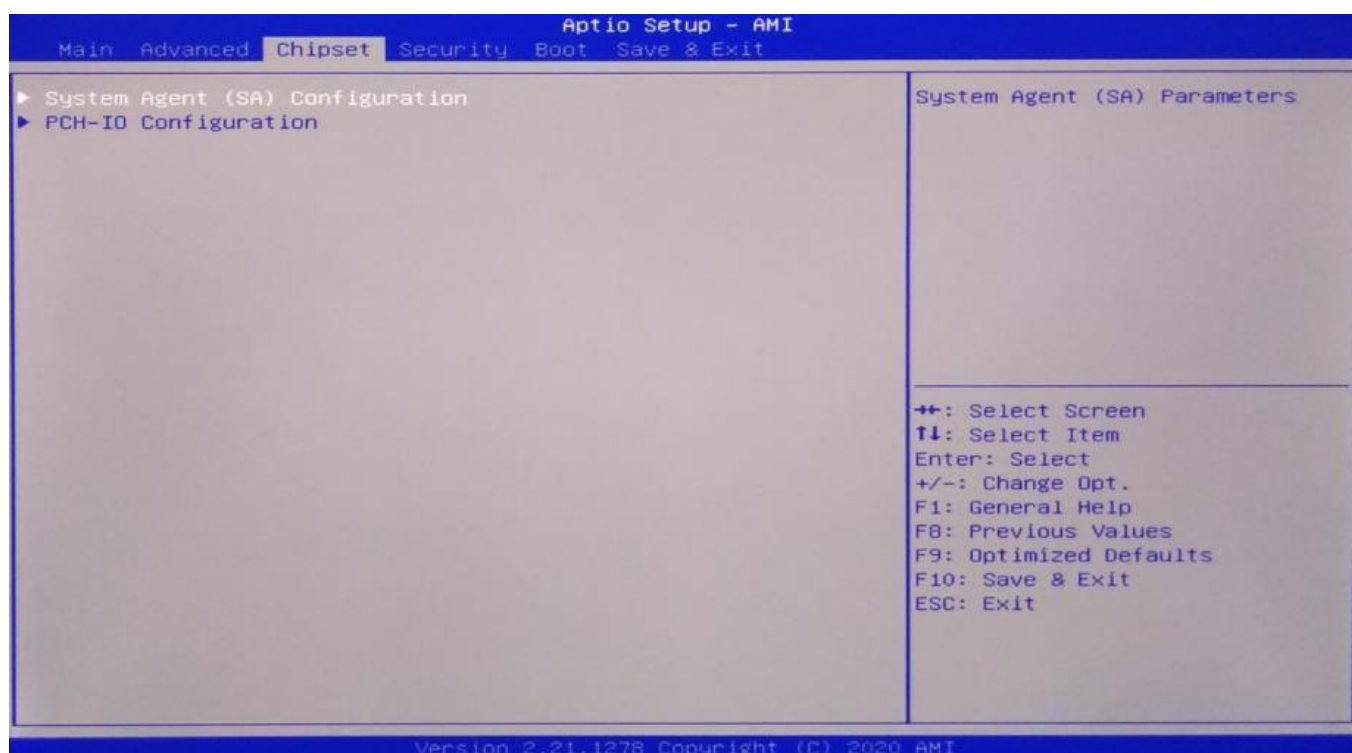 Aptio Setup - AMI
Main Advanced Chipset Security Boot Save & Exit
▶ System Agent (SA) Configuration
▶ PCH-IO Configuration
System Agent (SA) Parameters
→←: Select Screen
↑↓: Select Item
Enter: Select
+/-: Change Opt.
F1: General Help
F8: Previous Values
F9: Optimized Defaults
F10: Save & Exit
ESC: Exit
Version 2.21.1278 Copyright (C) 2020 AMI